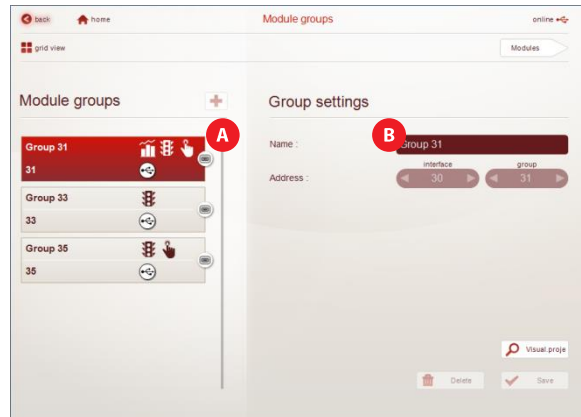 back home Module groups online
grid view Modules
Module groups
Group settings
A
B
Group 31
31
Group 33
33
Group 35
35
Name : Group 31
interface group
Address : 30 31
Visual.proje
Delete Save